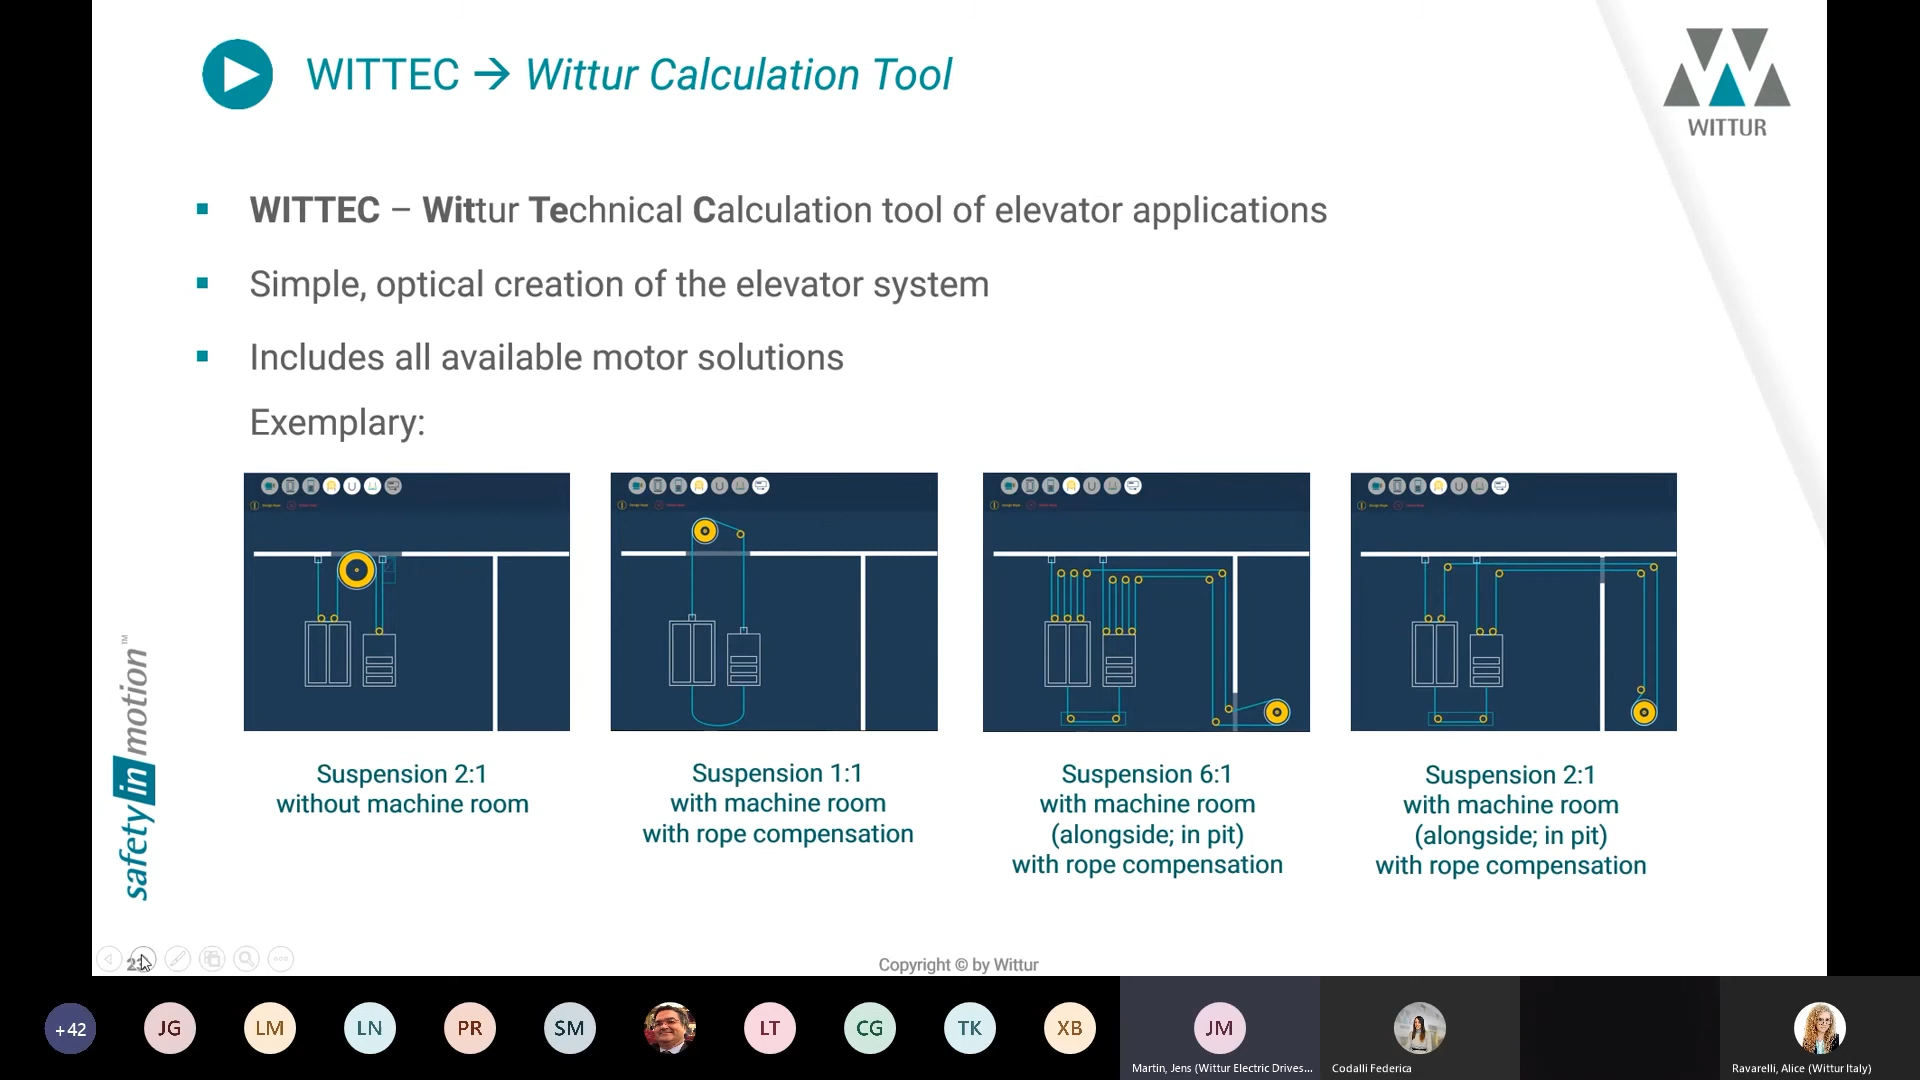 WITTEC → Wittur Calculation Tool
WITTUR
WITTEC – Wittur Technical Calculation tool of elevator applications
Simple, optical creation of the elevator system
Includes all available motor solutions
Exemplary:
Suspension 2:1
without machine room
Suspension 1:1
with machine room
with rope compensation
Suspension 6:1
with machine room
(alongside; in pit)
with rope compensation
Suspension 2:1
with machine room
(alongside; in pit)
with rope compensation
safety in motion™
Copyright © by Wittur
+42
JG
LM
LN
PR
SM
LT
CG
TK
XB
JM
Martin, Jens (Wittur Electric Drives...
Codalli Federica
Ravarelli, Alice (Wittur Italy)